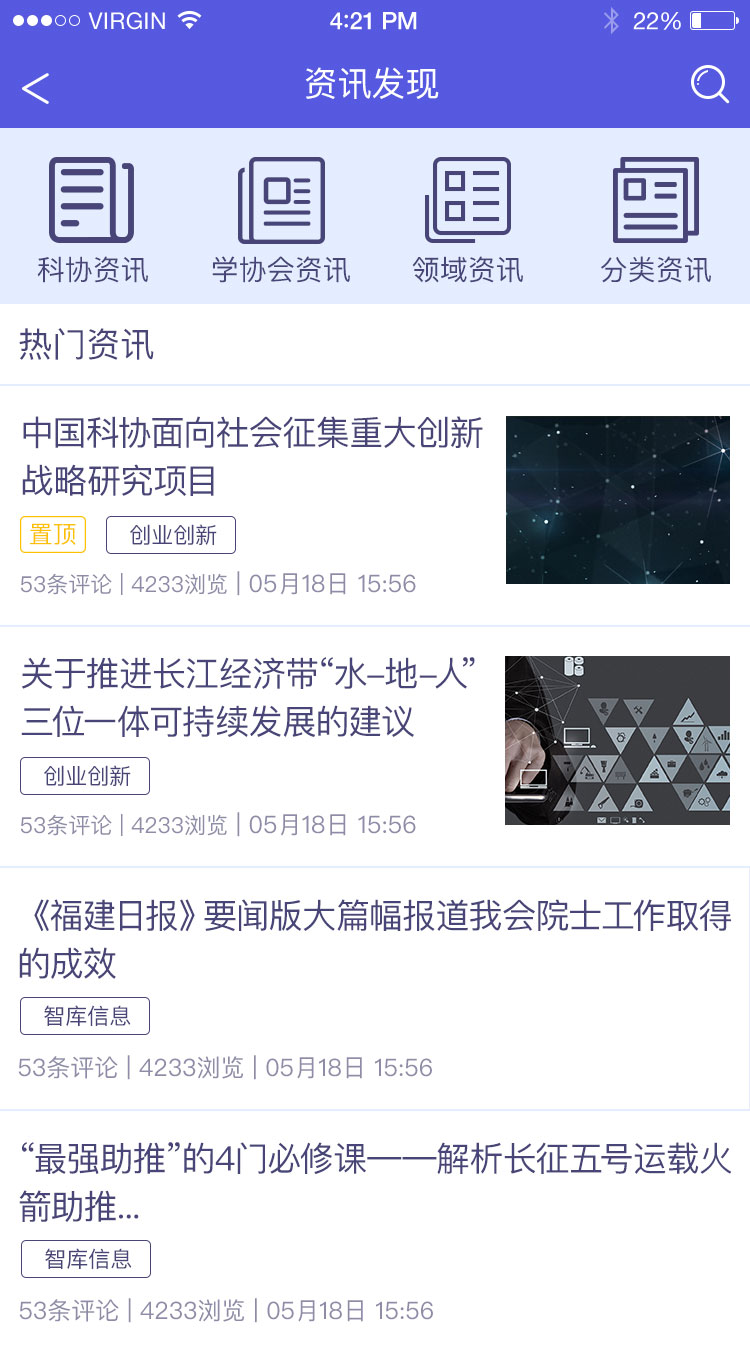 VIRGIN 4:21 PM 22%
资讯发现
科协资讯 学协会资讯 领域资讯 分类资讯
热门资讯
中国科协面向社会征集重大创新
战略研究项目
置顶 创业创新
53条评论 | 4233浏览 | 05月18日 15:56
关于推进长江经济带“水–地–人”
三位一体可持续发展的建议
创业创新
53条评论 | 4233浏览 | 05月18日 15:56
《福建日报》要闻版大篇幅报道我会院士工作取得
的成效
智库信息
53条评论 | 4233浏览 | 05月18日 15:56
“最强助推”的4门必修课——解析长征五号运载火
箭助推...
智库信息
53条评论 | 4233浏览 | 05月18日 15:56